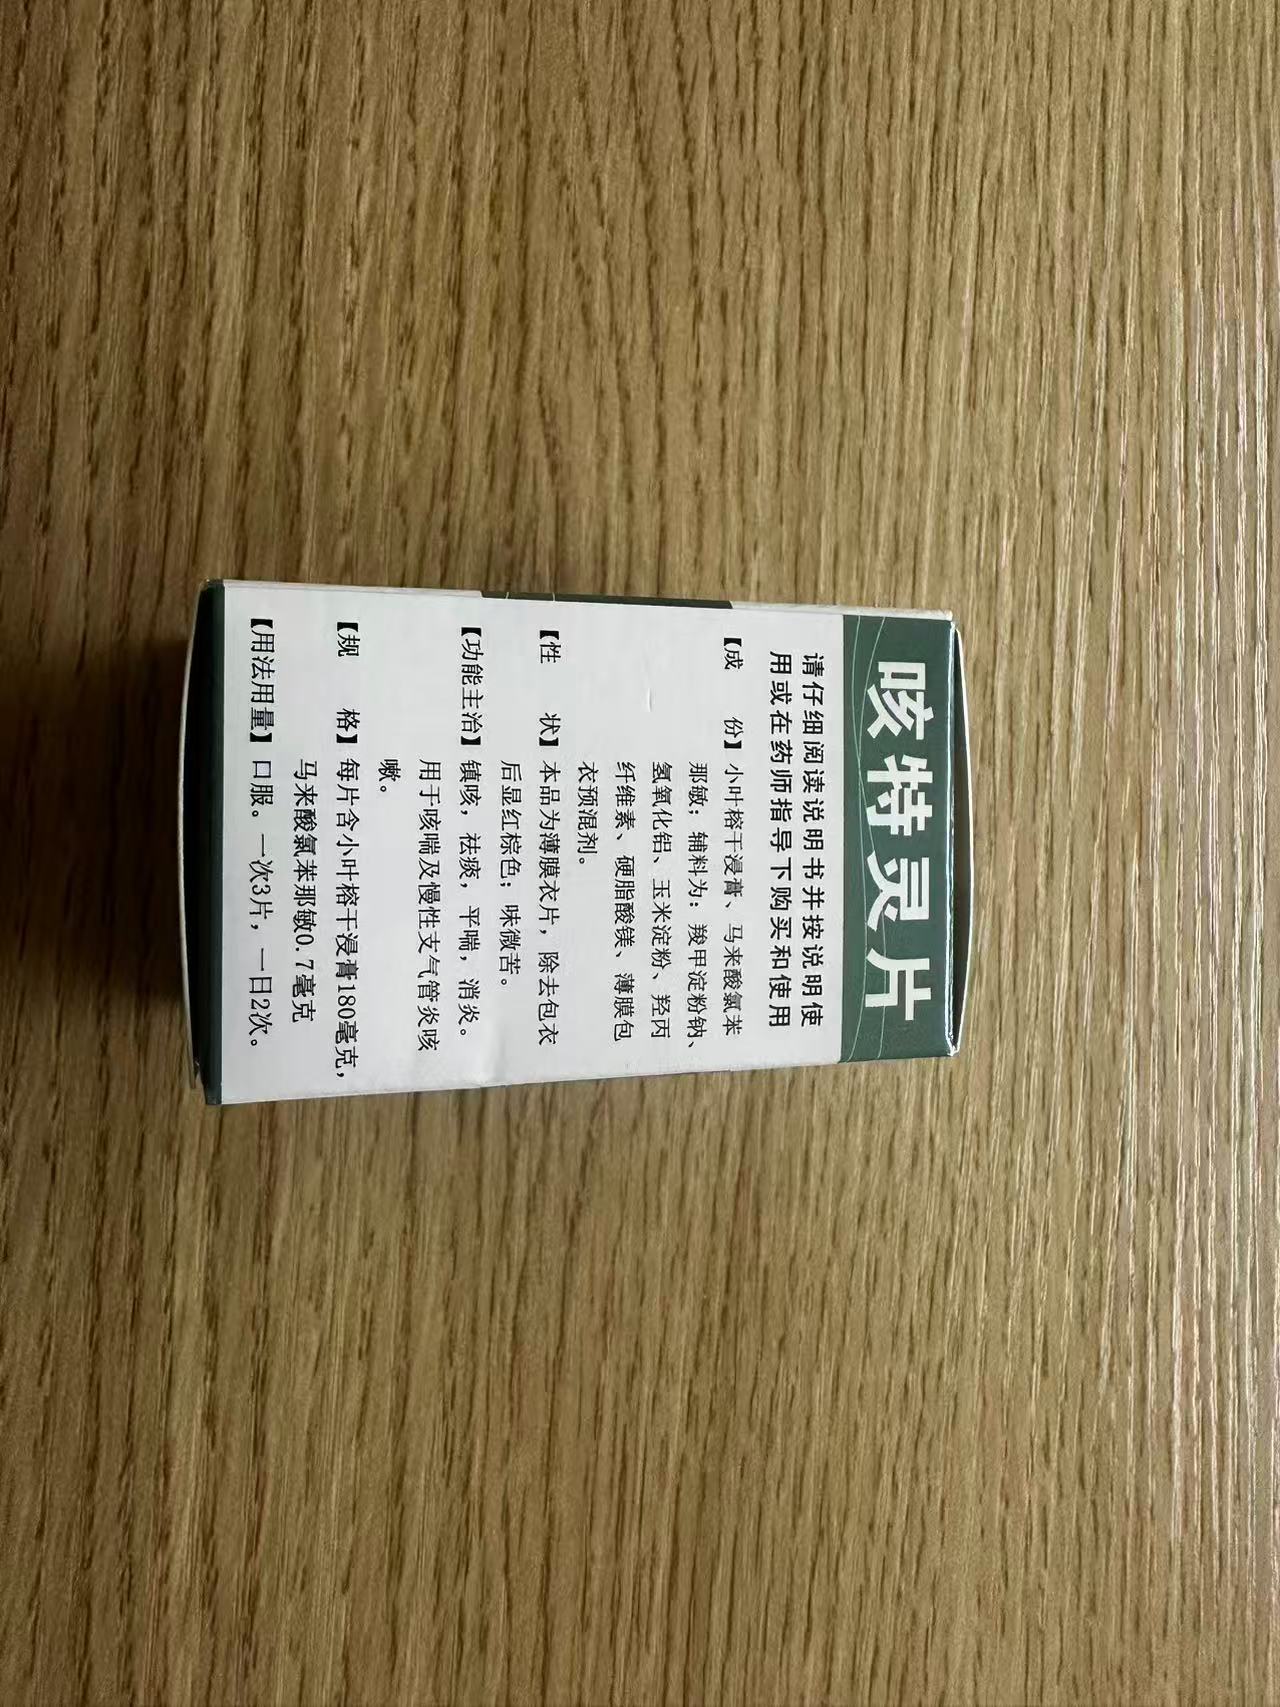 咳特灵片
请仔细阅读说明书并按说明使
用或在药师指导下购买和使用
【成　　份】小叶榕干浸膏、马来酸氯苯
那敏；辅料为：羧甲淀粉钠、
氢氧化铝、玉米淀粉、羟丙
纤维素、硬脂酸镁、薄膜包
衣预混剂。
【性　　状】本品为薄膜衣片，除去包衣
后显红棕色；味微苦。
【功能主治】镇咳，祛痰，平喘，消炎。
用于咳喘及慢性支气管炎咳
嗽。
【规　　格】每片含小叶榕干浸膏180毫克，
马来酸氯苯那敏0.7毫克
【用法用量】口服。一次3片，一日2次。